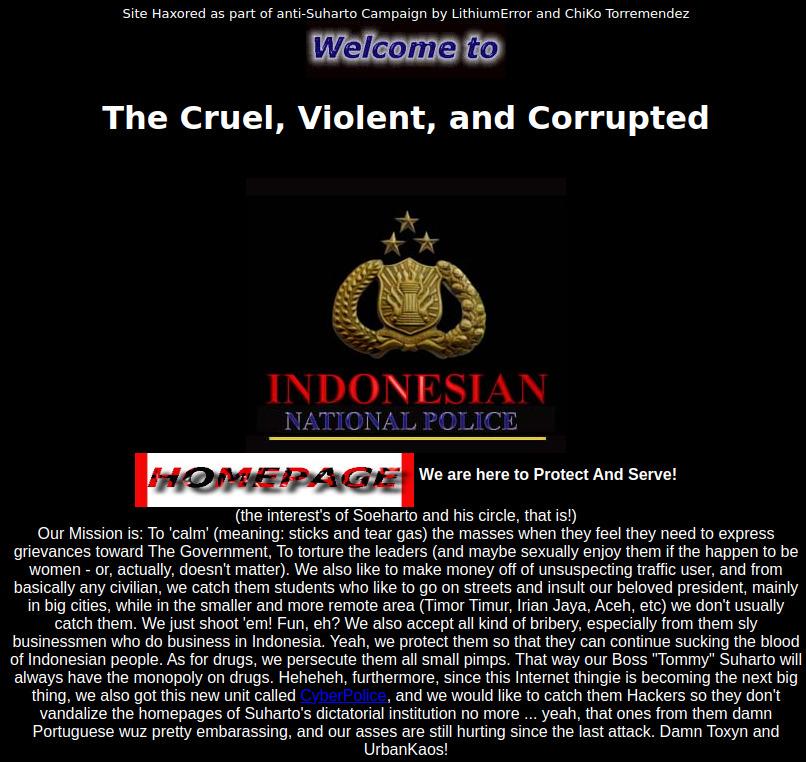 Site Haxored as part of anti-Suharto Campaign by LithiumError and ChiKo Torremendez
Welcome to
The Cruel, Violent, and Corrupted
INDONESIAN
NATIONAL POLICE
HOMEPAGE We are here to Protect And Serve!
(the interest's of Soeharto and his circle, that is!)
Our Mission is: To 'calm' (meaning: sticks and tear gas) the masses when they feel they need to express
grievances toward The Government, To torture the leaders (and maybe sexually enjoy them if the happen to be
women - or, actually, doesn't matter). We also like to make money off of unsuspecting traffic user, and from
basically any civilian, we catch them students who like to go on streets and insult our beloved president, mainly
in big cities, while in the smaller and more remote area (Timor Timur, Irian Jaya, Aceh, etc) we don't usually
catch them. We just shoot 'em! Fun, eh? We also accept all kind of bribery, especially from them sly
businessmen who do business in Indonesia. Yeah, we protect them so that they can continue sucking the blood
of Indonesian people. As for drugs, we persecute them all small pimps. That way our Boss "Tommy" Suharto will
always have the monopoly on drugs. Heheheh, furthermore, since this Internet thingie is becoming the next big
thing, we also got this new unit called CyberPolice, and we would like to catch them Hackers so they don't
vandalize the homepages of Suharto's dictatorial institution no more ... yeah, that ones from them damn
Portuguese wuz pretty embarassing, and our asses are still hurting since the last attack. Damn Toxyn and
UrbanKaos!